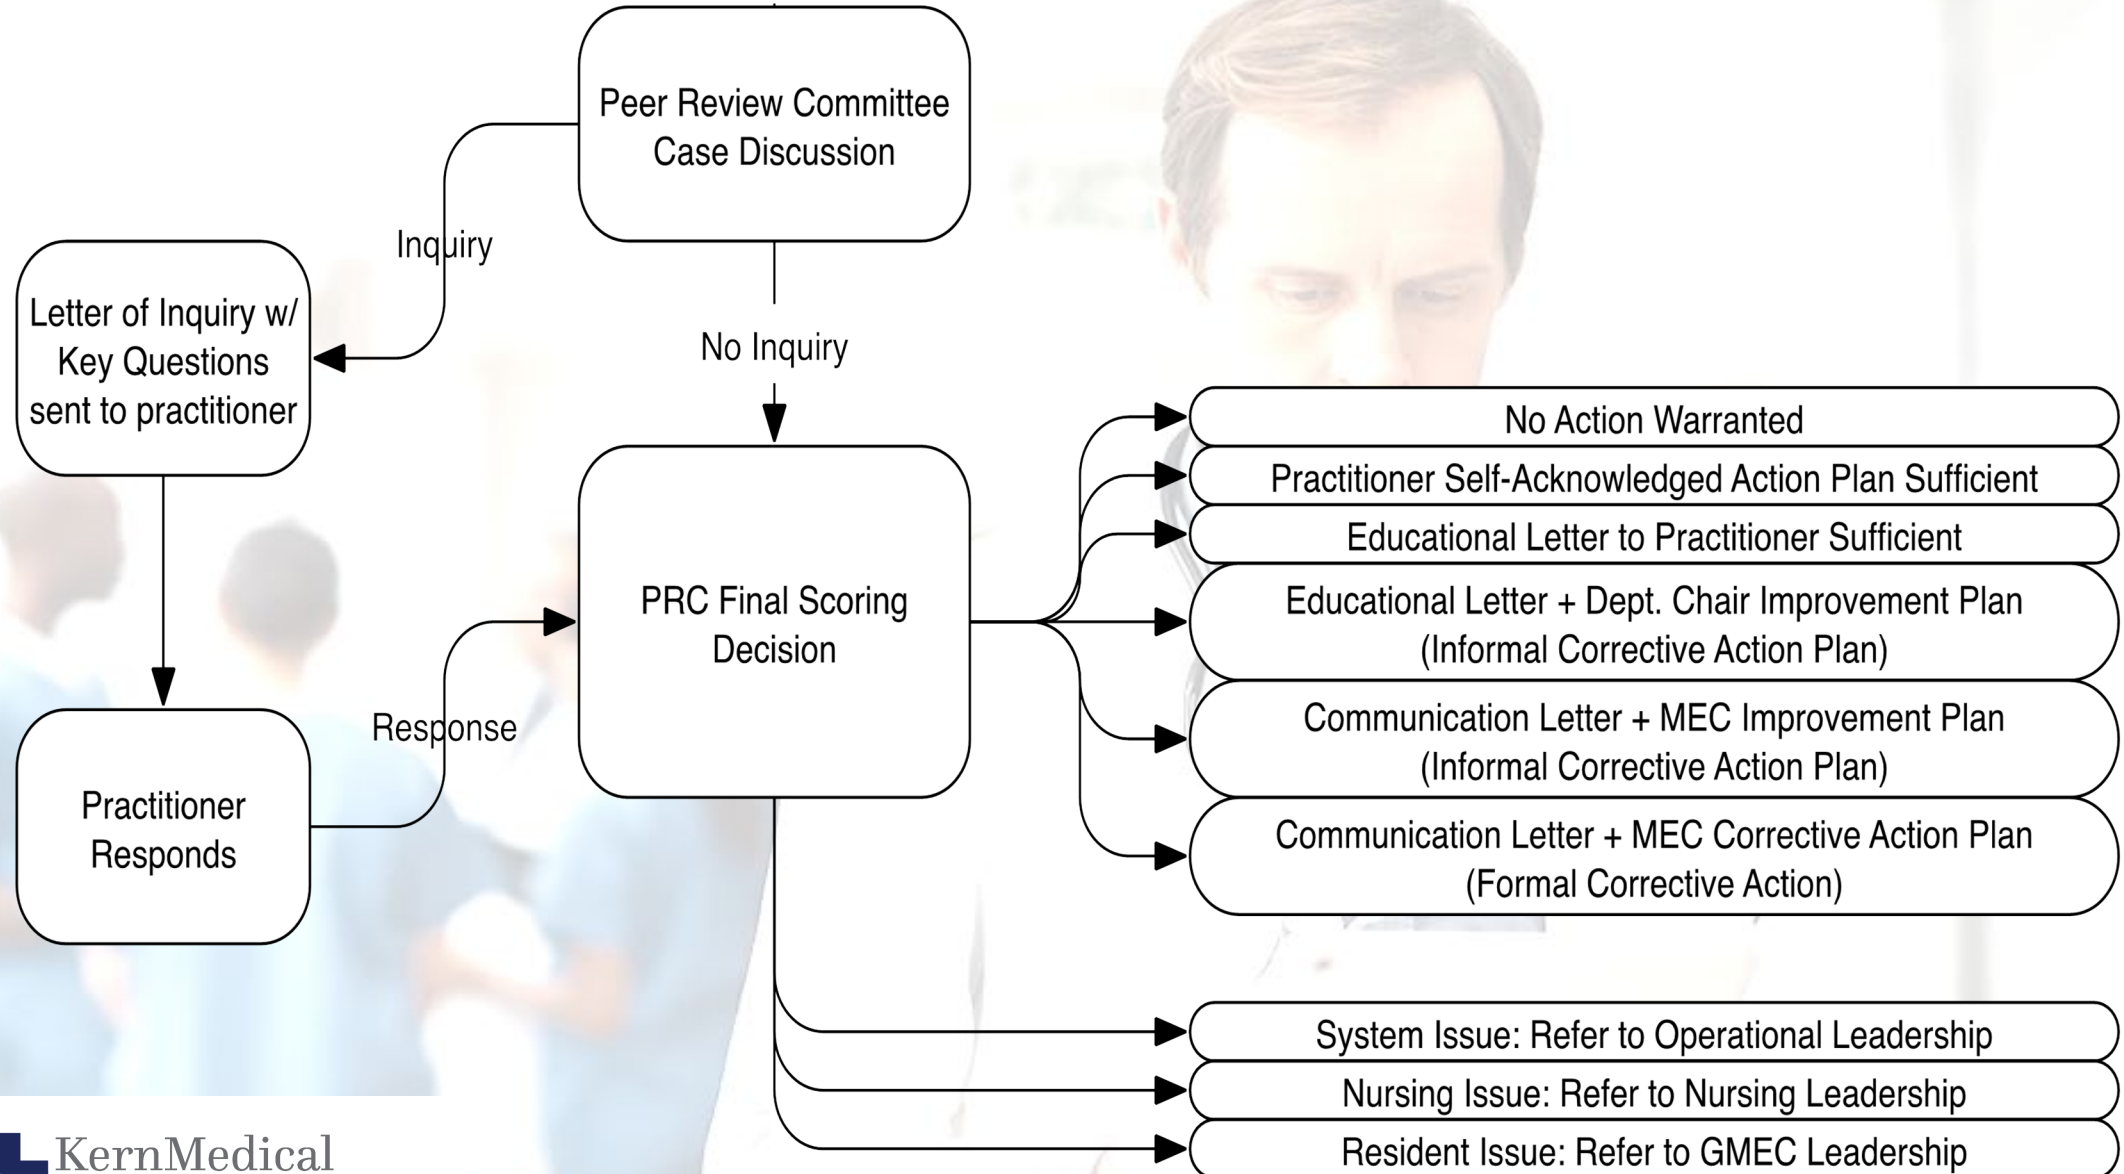 Peer Review Committee
Case Discussion
Inquiry
Letter of Inquiry w/
Key Questions
sent to practitioner
No Inquiry
No Action Warranted
Practitioner Self-Acknowledged Action Plan Sufficient
Educational Letter to Practitioner Sufficient
Educational Letter + Dept. Chair Improvement Plan
(Informal Corrective Action Plan)
PRC Final Scoring
Decision
Communication Letter + MEC Improvement Plan
(Informal Corrective Action Plan)
Response
Practitioner
Responds
Communication Letter + MEC Corrective Action Plan
(Formal Corrective Action)
System Issue: Refer to Operational Leadership
Nursing Issue: Refer to Nursing Leadership
Resident Issue: Refer to GMEC Leadership
KernMedical